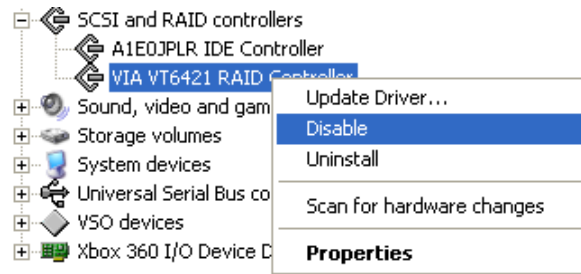 SCSI and RAID controllers
A1E0JPLR IDE Controller
VIA VT6421 RAID Controller
Sound, video and gam
Storage volumes
System devices
Universal Serial Bus co
VSO devices
Xbox 360 I/O Device D
Update Driver...
Disable
Uninstall
Scan for hardware changes
Properties